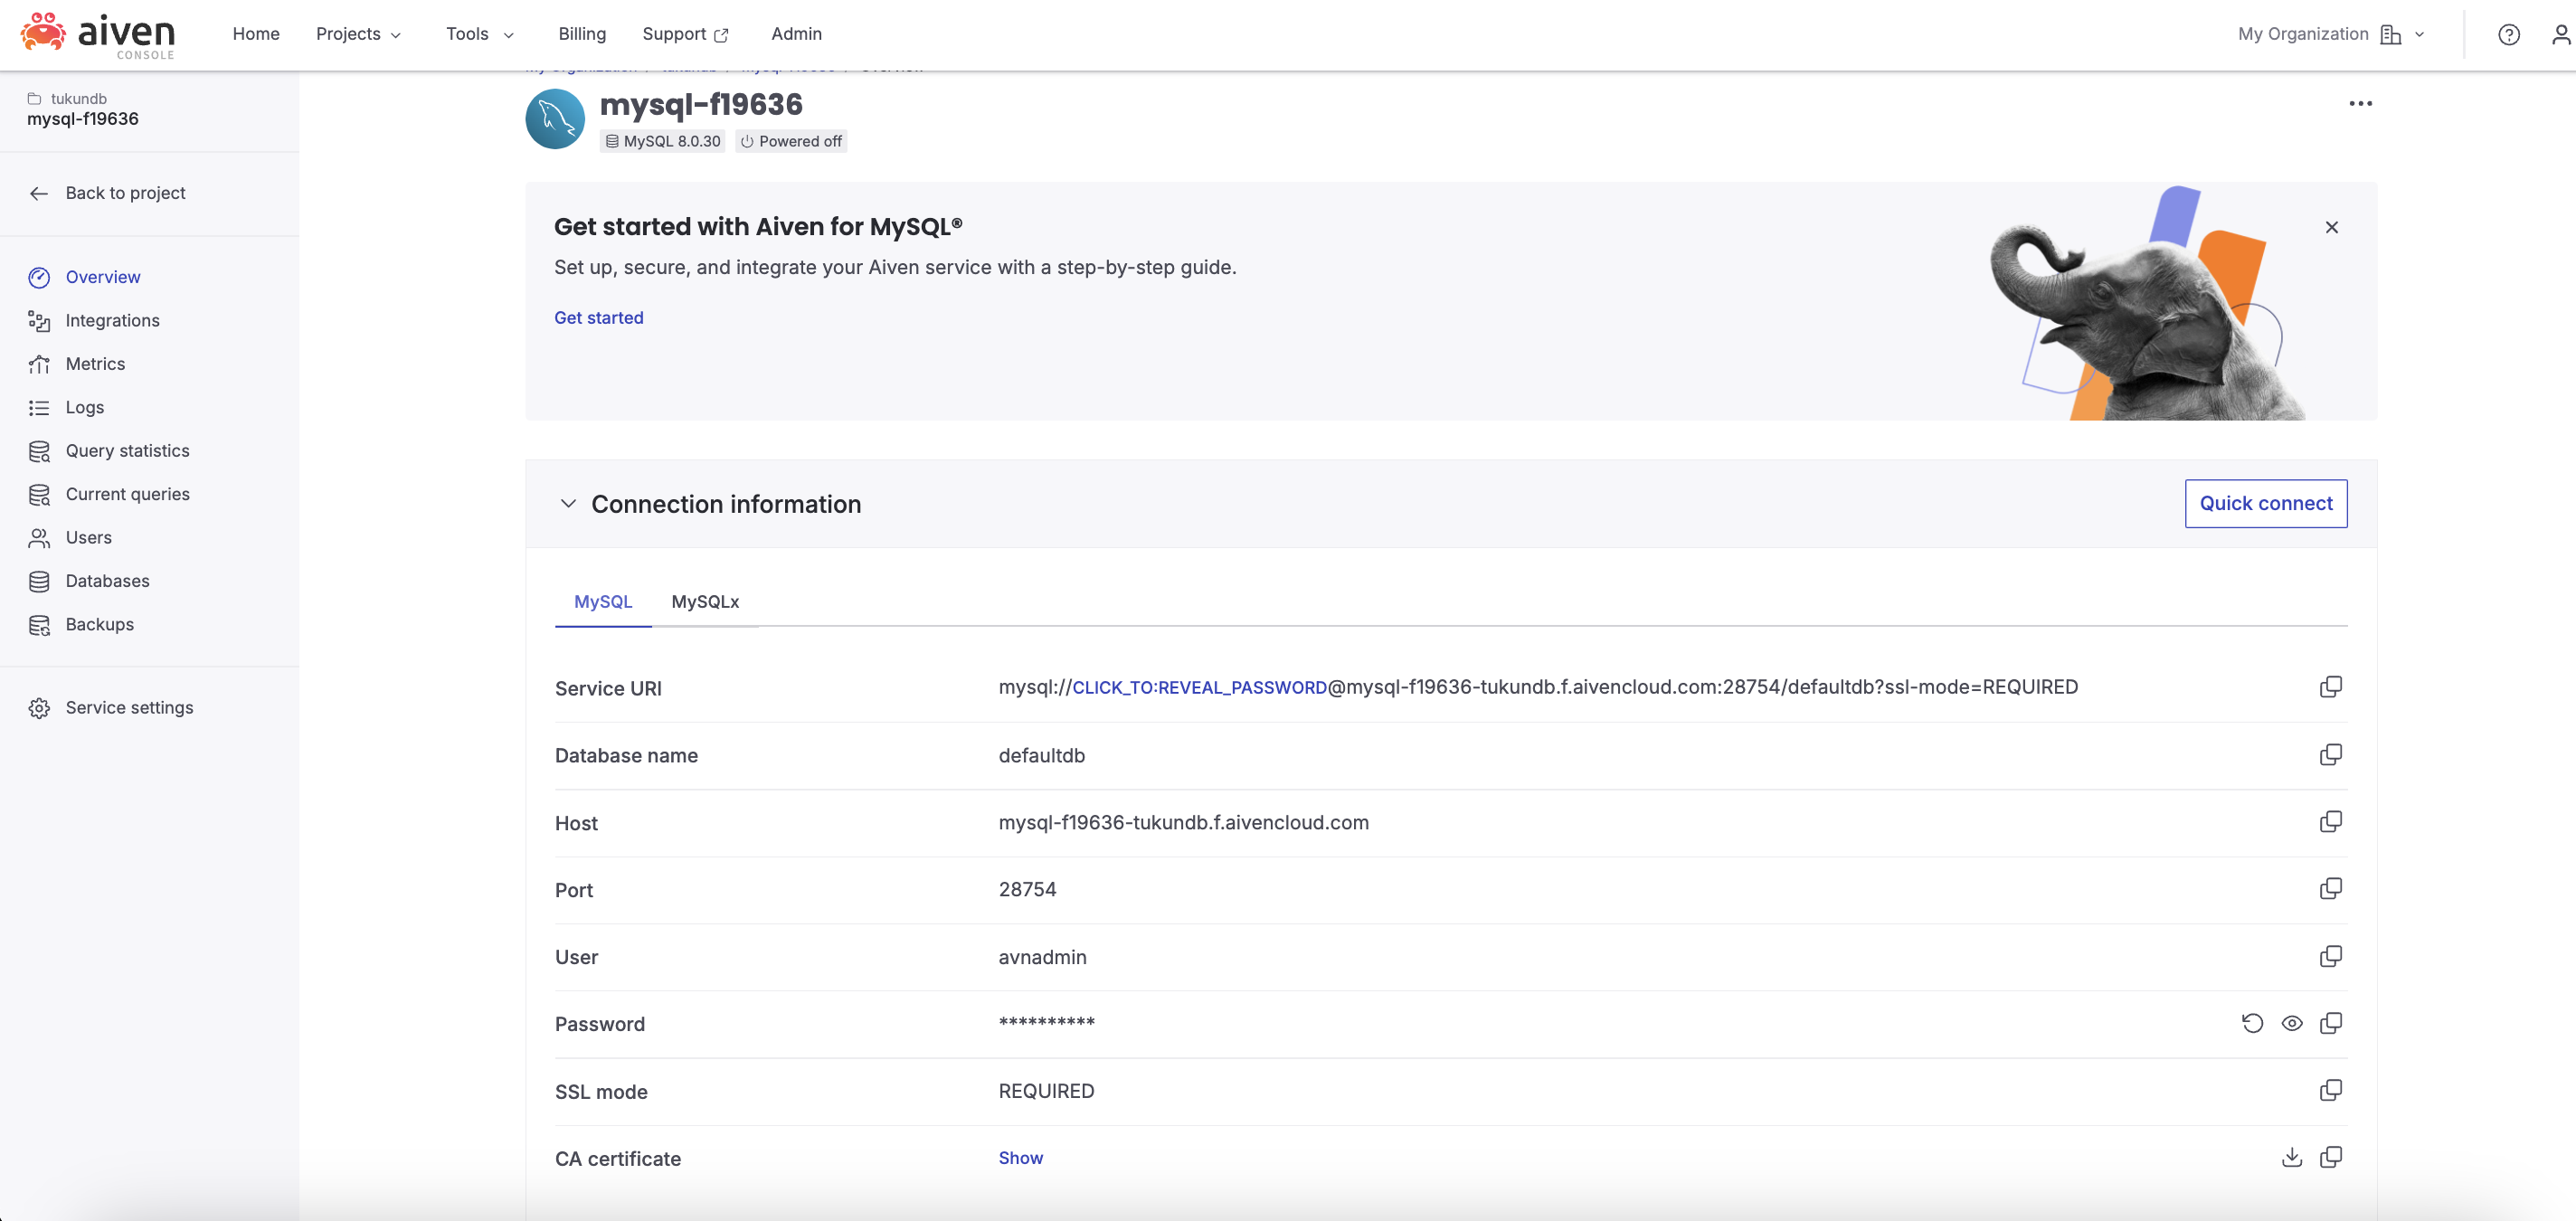 aiven
CONSOLE
Home
Projects
Tools
Billing
Support
Admin
My Organization
tukundb
mysql-f19636
Back to project
Overview
Integrations
Metrics
Logs
Query statistics
Current queries
Users
Databases
Backups
Service settings
mysql-f19636
MySQL 8.0.30
Powered off
Get started with Aiven for MySQL®
Set up, secure, and integrate your Aiven service with a step-by-step guide.
Get started
Connection information
Quick connect
MySQL
MySQLx
Service URI
mysql://CLICK_TO:REVEAL_PASSWORD@mysql-f19636-tukundb.f.aivencloud.com:28754/defaultdb?ssl-mode=REQUIRED
Database name
defaultdb
Host
mysql-f19636-tukundb.f.aivencloud.com
Port
28754
User
avnadmin
Password
**********
SSL mode
REQUIRED
CA certificate
Show